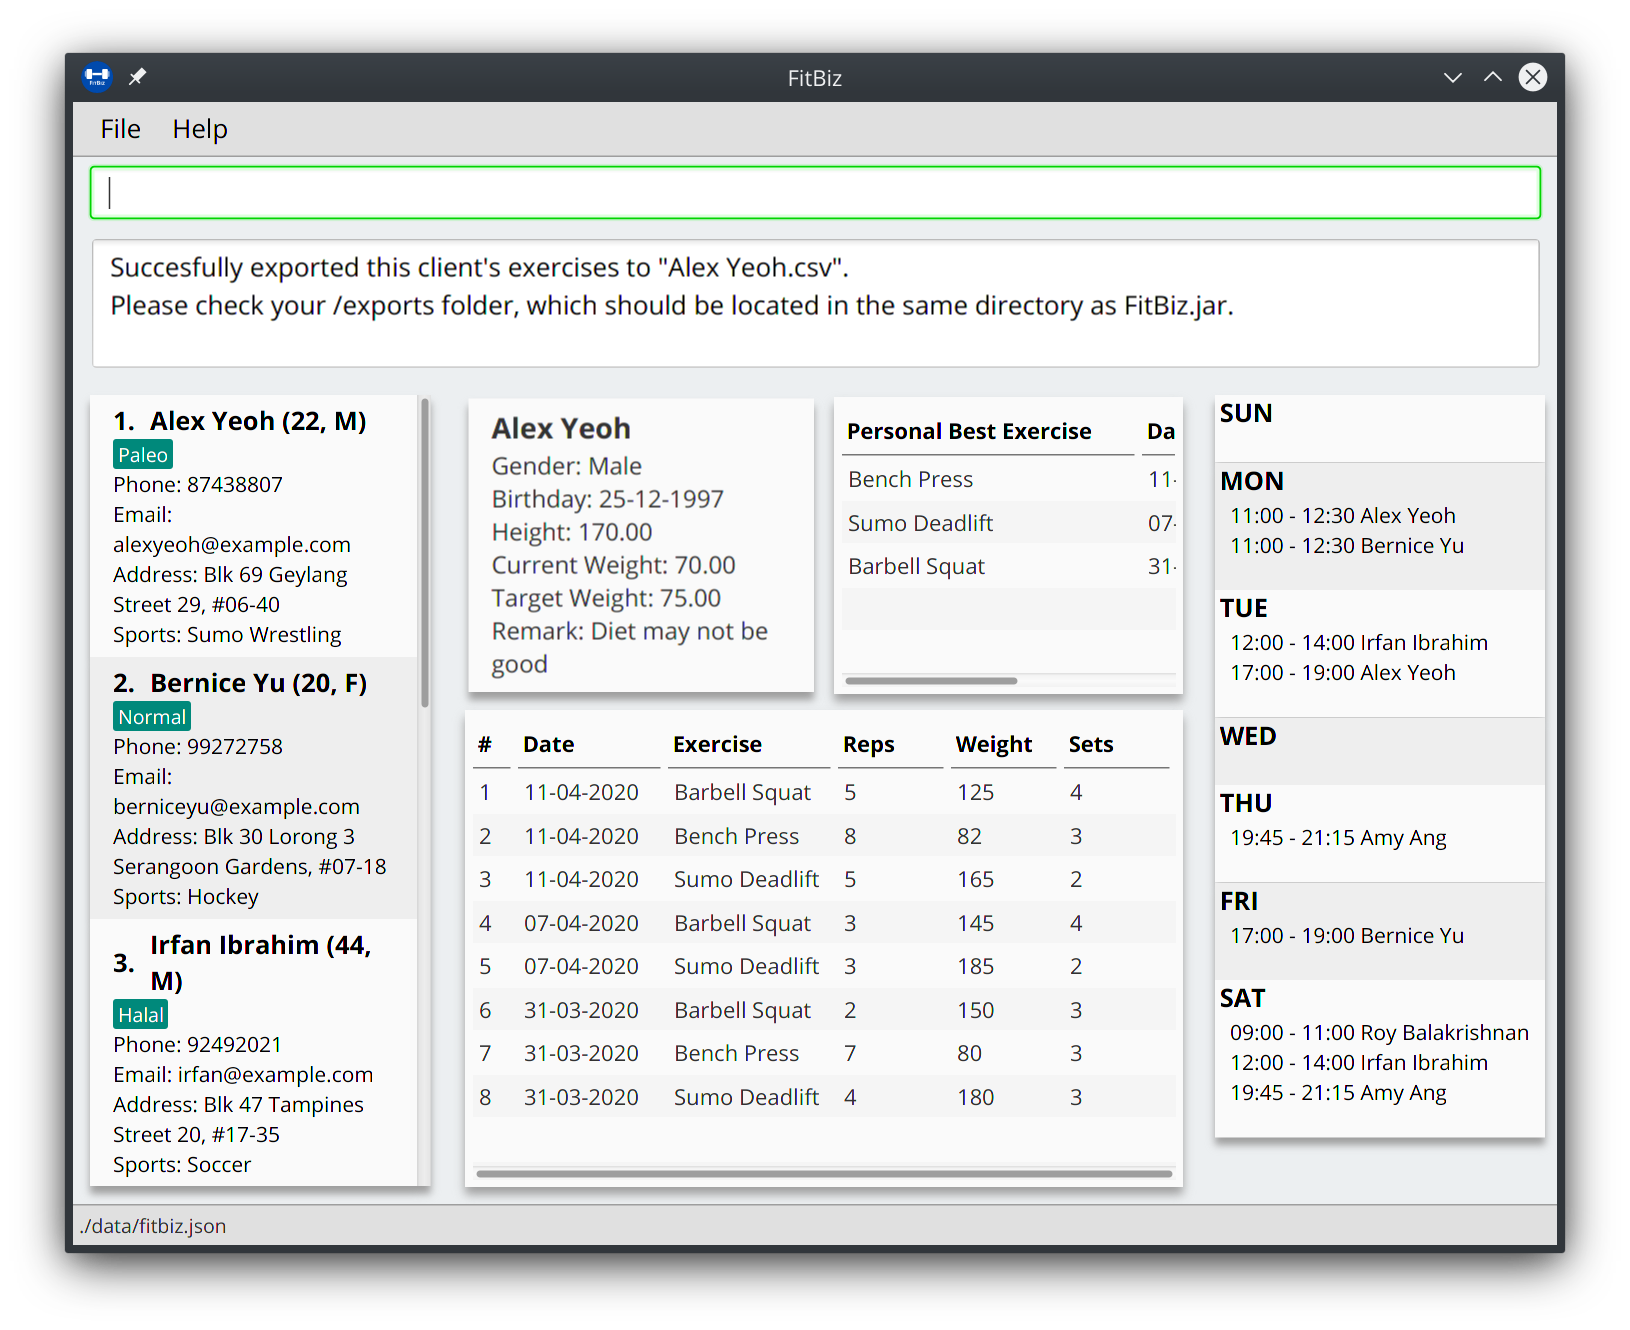 FitBiz
FitBiz
File Help
Succesfully exported this client's exercises to "Alex Yeoh.csv".
Please check your /exports folder, which should be located in the same directory as FitBiz.jar.
1. Alex Yeoh (22, M)
Paleo
Phone: 87438807
Email:
alexyeoh@example.com
Address: Blk 69 Geylang
Street 29, #06-40
Sports: Sumo Wrestling
2. Bernice Yu (20, F)
Normal
Phone: 99272758
Email:
berniceyu@example.com
Address: Blk 30 Lorong 3
Serangoon Gardens, #07-18
Sports: Hockey
3. Irfan Ibrahim (44,
M)
Halal
Phone: 92492021
Email: irfan@example.com
Address: Blk 47 Tampines
Street 20, #17-35
Sports: Soccer
Alex Yeoh
Gender: Male
Birthday: 25-12-1997
Height: 170.00
Current Weight: 70.00
Target Weight: 75.00
Remark: Diet may not be
good
Personal Best Exercise Da
Bench Press 11-
Sumo Deadlift 07-
Barbell Squat 31-
# Date Exercise Reps Weight Sets
1 11-04-2020 Barbell Squat 5 125 4
2 11-04-2020 Bench Press 8 82 3
3 11-04-2020 Sumo Deadlift 5 165 2
4 07-04-2020 Barbell Squat 3 145 4
5 07-04-2020 Sumo Deadlift 3 185 2
6 31-03-2020 Barbell Squat 2 150 3
7 31-03-2020 Bench Press 7 80 3
8 31-03-2020 Sumo Deadlift 4 180 3
SUN
MON
11:00 - 12:30 Alex Yeoh
11:00 - 12:30 Bernice Yu
TUE
12:00 - 14:00 Irfan Ibrahim
17:00 - 19:00 Alex Yeoh
WED
THU
19:45 - 21:15 Amy Ang
FRI
17:00 - 19:00 Bernice Yu
SAT
09:00 - 11:00 Roy Balakrishnan
12:00 - 14:00 Irfan Ibrahim
19:45 - 21:15 Amy Ang
./data/fitbiz.json